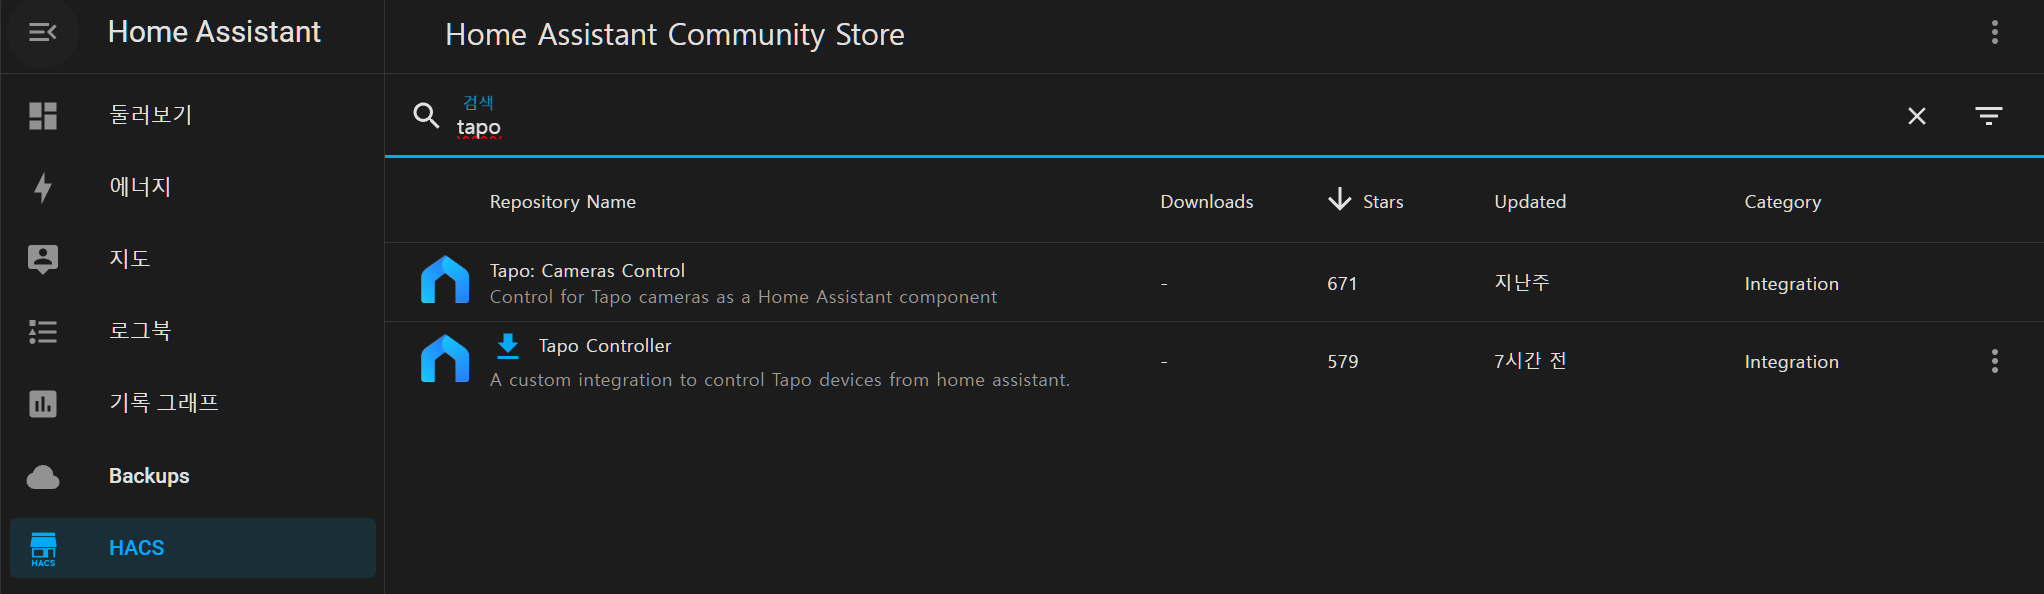 Home Assistant
둘러보기
에너지
지도
로그북
기록 그래프
Backups
HACS
HACS
Home Assistant Community Store
검색
tapo
Repository Name Downloads Stars Updated Category
Tapo: Cameras Control
Control for Tapo cameras as a Home Assistant component
- 671 지난주 Integration
Tapo Controller
A custom integration to control Tapo devices from home assistant.
- 579 7시간 전 Integration